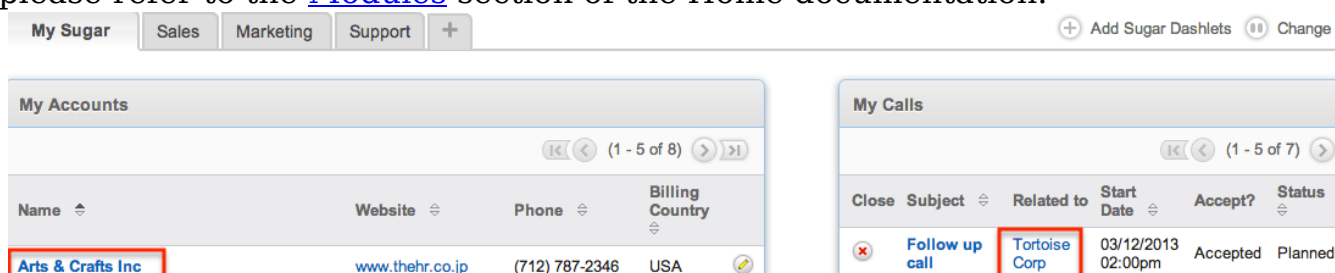 please refer to the Modules section of the Home documentation.
My Sugar Sales Marketing Support + Add Sugar Dashlets Change
My Accounts
(1 - 5 of 8)
Name Website Phone Billing Country
Arts & Crafts Inc www.thehr.co.jp (712) 787-2346 USA
My Calls
(1 - 5 of 7)
Close Subject Related to Start Date Accept? Status
Follow up call Tortoise Corp 03/12/2013 02:00pm Accepted Planned